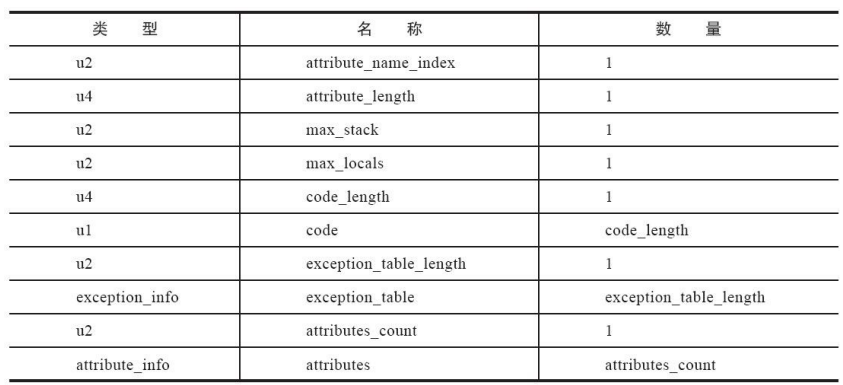 类 型 名 称 数 量
u2 attribute_name_index 1
u4 attribute_length 1
u2 max_stack 1
u2 max_locals 1
u4 code_length 1
u1 code code_length
u2 exception_table_length 1
exception_info exception_table exception_table_length
u2 attributes_count 1
attribute_info attributes attributes_count